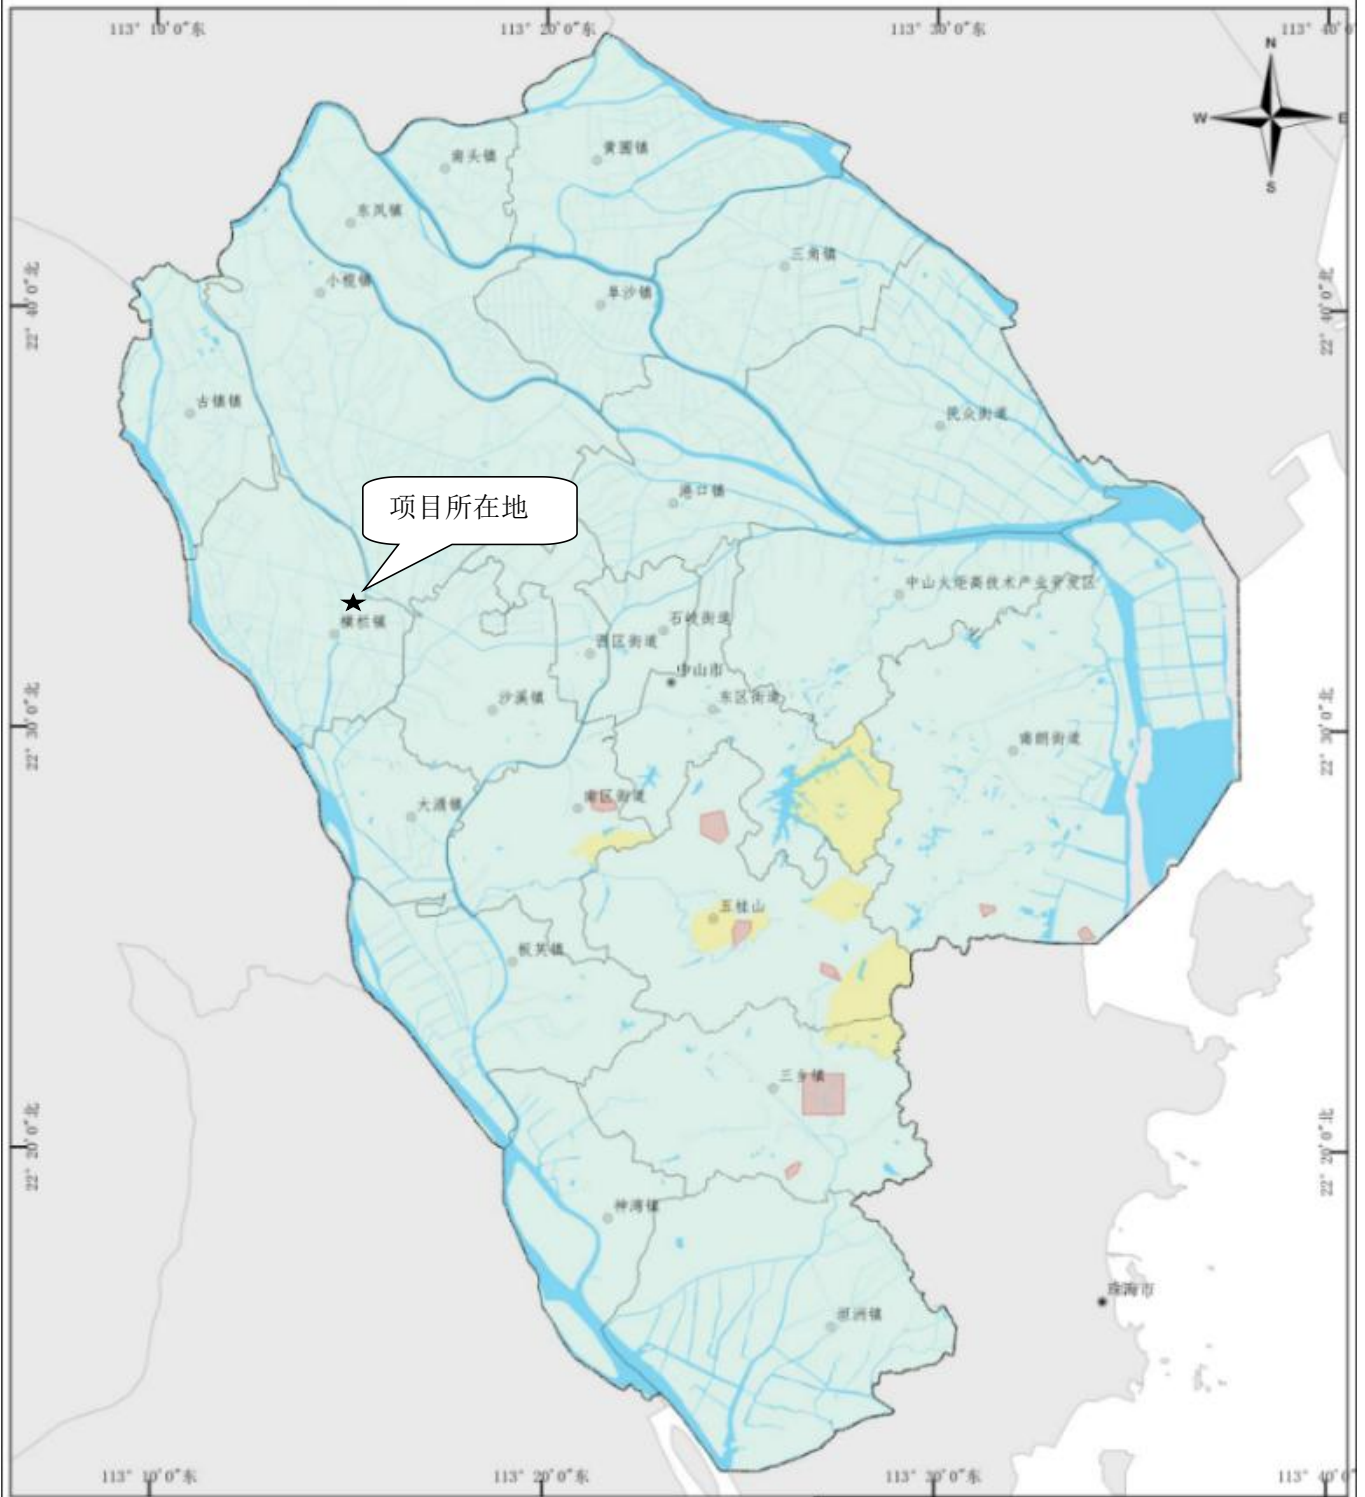 113° 10'0"东
113° 20'0"东
113° 30'0"东
113° 40'0"
N
W
E
S
黄圃镇
南头镇
东凤镇
三角镇
小榄镇
阜沙镇
22° 40'0"北
22° 40'0"北
古镇镇
民众街道
港口镇
项目所在地
中山火炬高技术产业开发区
横栏镇
石岐街道
西区街道
中山市
沙溪镇
东区街道
22° 30'0"北
22° 30'0"北
南朗街道
大涌镇
南区街道
五桂山
板芙镇
三乡镇
22° 20'0"北
22° 20'0"北
神湾镇
珠海市
坦洲镇
113° 10'0"东
113° 20'0"东
113° 30'0"东
113° 40'0"